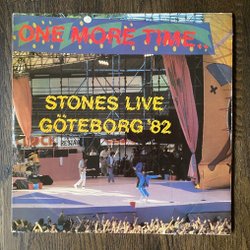 ONE MORE TIME...
STONES LIVE
GÖTEBORG '82